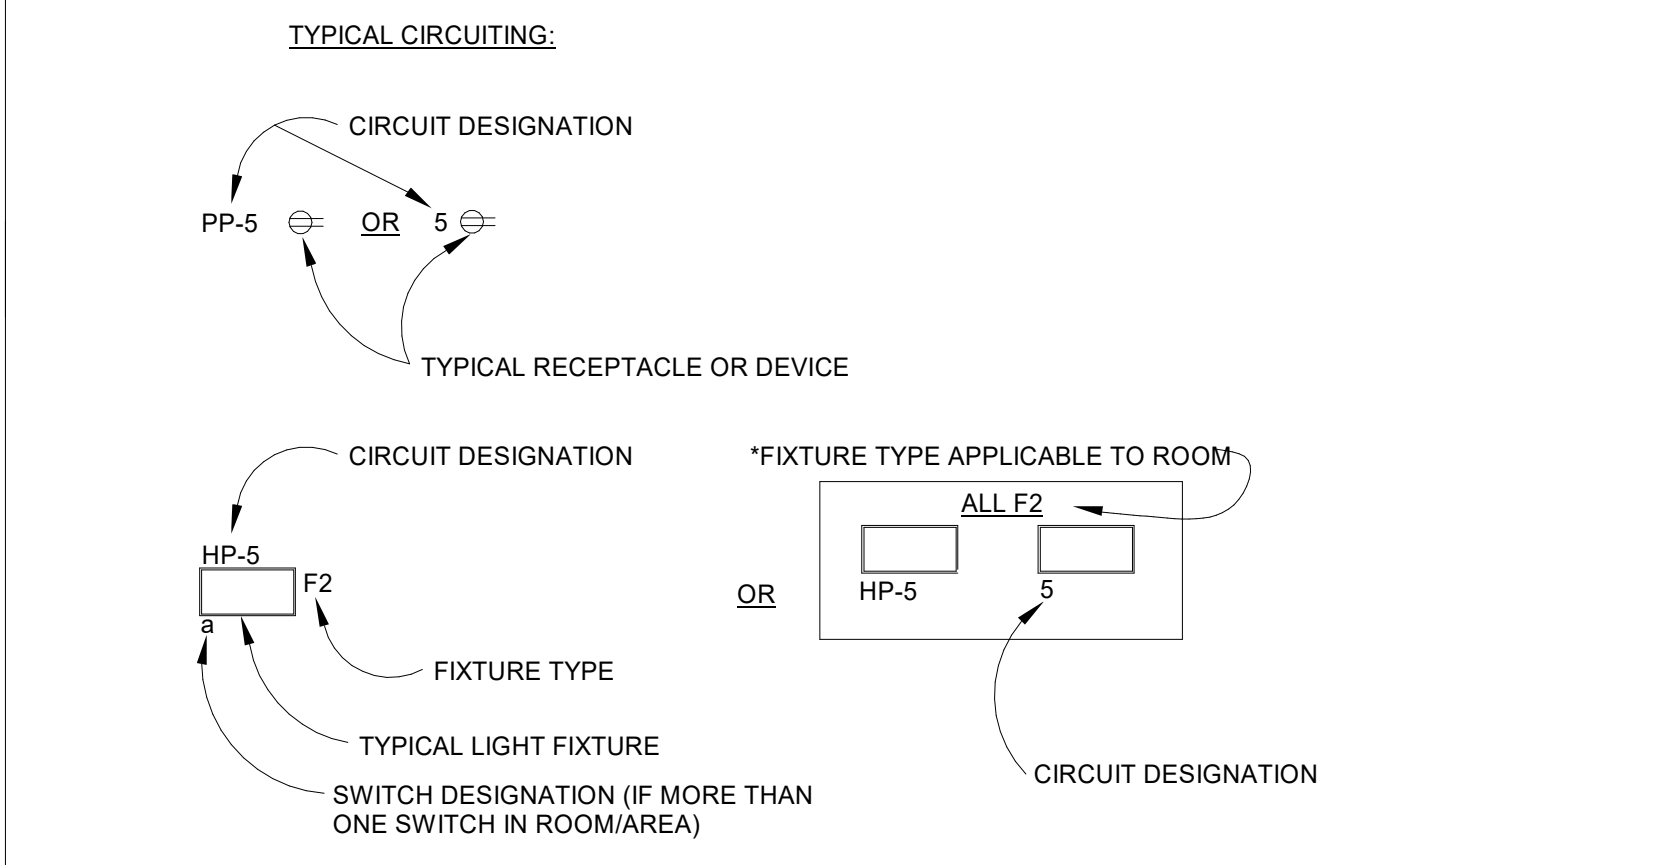 TYPICAL CIRCUITING:
CIRCUIT DESIGNATION
PP-5 OR 5
TYPICAL RECEPTACLE OR DEVICE
CIRCUIT DESIGNATION
HP-5
F2
a
FIXTURE TYPE
TYPICAL LIGHT FIXTURE
SWITCH DESIGNATION (IF MORE THAN
ONE SWITCH IN ROOM/AREA)
OR
*FIXTURE TYPE APPLICABLE TO ROOM
ALL F2
HP-5 5
CIRCUIT DESIGNATION